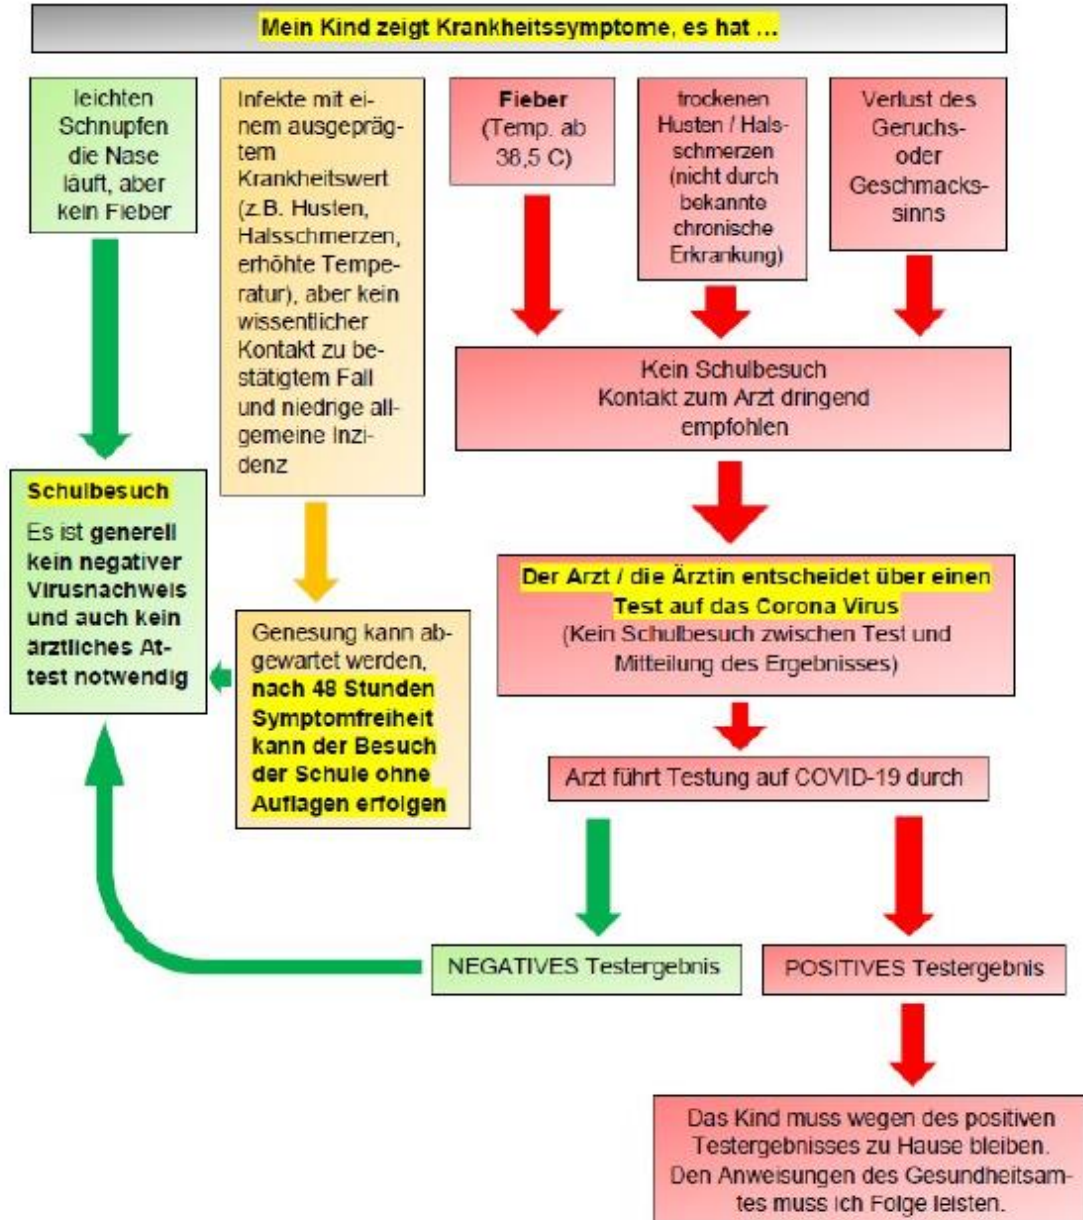 Mein Kind zeigt Krankheitssymptome, es hat ...
leichten
Schnupfen
die Nase
läuft, aber
kein Fieber
Infekte mit ei-
nem ausgepräg-
tem
Krankheitswert
(z.B. Husten,
Halsschmerzen,
erhöhte Tempe-
ratur), aber kein
wissentlicher
Kontakt zu be-
stätigtem Fall
und niedrige all-
gemeine Inzi-
denz
Fieber
(Temp. ab
38,5 C)
trockenen
Husten / Hals-
schmerzen
(nicht durch
bekannte
chronische
Erkrankung)
Verlust des
Geruchs-
oder
Geschmacks-
sinns
Kein Schulbesuch
Kontakt zum Arzt dringend
empfohlen
Schulbesuch
Es ist generell
kein negativer
Virusnachweis
und auch kein
ärztliches At-
test notwendig
Genesung kann ab-
gewartet werden,
nach 48 Stunden
Symptomfreiheit
kann der Besuch
der Schule ohne
Auflagen erfolgen
Der Arzt / die Ärztin entscheidet über einen
Test auf das Corona Virus
(Kein Schulbesuch zwischen Test und
Mitteilung des Ergebnisses)
Arzt führt Testung auf COVID-19 durch
NEGATIVES Testergebnis
POSITIVES Testergebnis
Das Kind muss wegen des positiven
Testergebnisses zu Hause bleiben.
Den Anweisungen des Gesundheitsam-
tes muss ich Folge leisten.